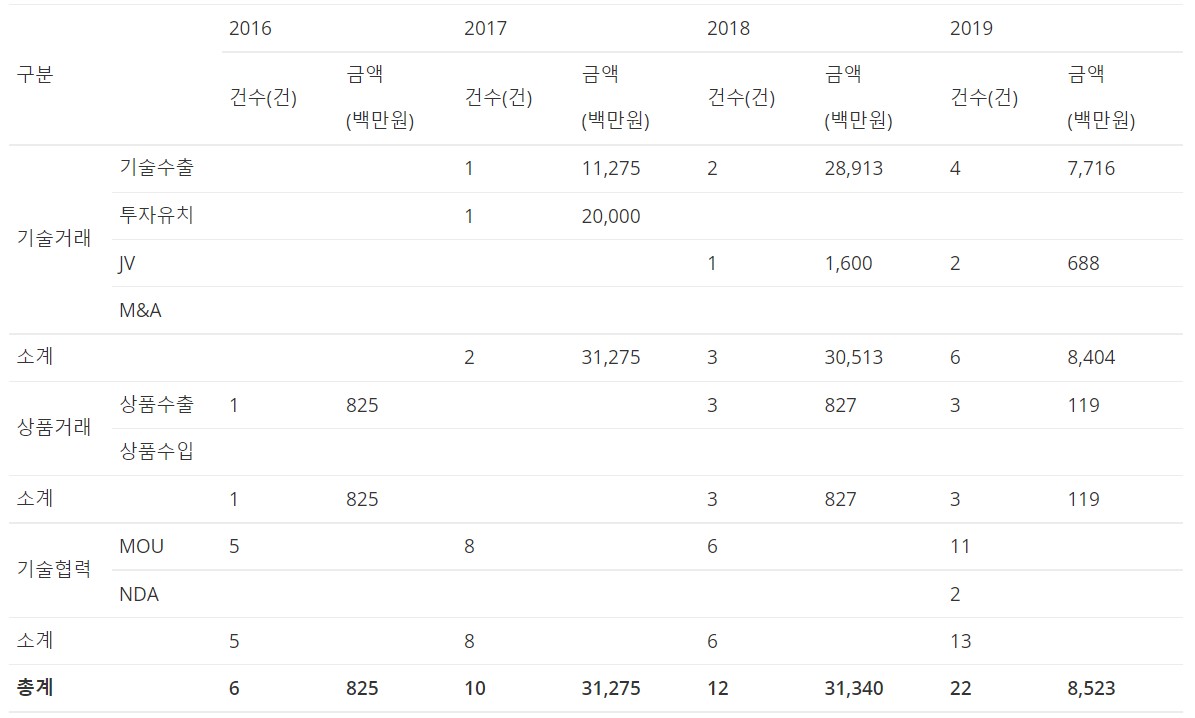 2016 2017 2018 2019
구분 건수(건) 금액 (백만원) 건수(건) 금액 (백만원) 건수(건) 금액 (백만원) 건수(건) 금액 (백만원)
기술거래 기술수출 1 11,275 2 28,913 4 7,716
투자유치 1 20,000
JV 1 1,600 2 688
M&A
소계 2 31,275 3 30,513 6 8,404
상품거래 상품수출 1 825 3 827 3 119
상품수입
소계 1 825 3 827 3 119
기술협력 MOU 5 8 6 11
NDA 2
소계 5 8 6 13
총계 6 825 10 31,275 12 31,340 22 8,523